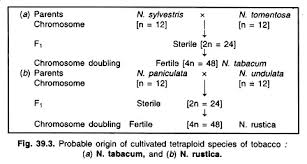 (a) Parents N. sylvestris × N. tomentosa
Chromosome [n = 12] [n = 12]
F₁ Sterile [2n = 24]
Chromosome doubling Fertile [4n = 48] N. tabacum
(b) Parents N. paniculata × N. undulata
Chromosome [n = 12] [n = 12]
F₁ Sterile [2n = 24]
Chromosome doubling Fertile [4n = 48] N. rustica
Fig. 39.3. Probable origin of cultivated tetraploid species of tobacco :
(a) N. tabacum, and (b) N. rustica.